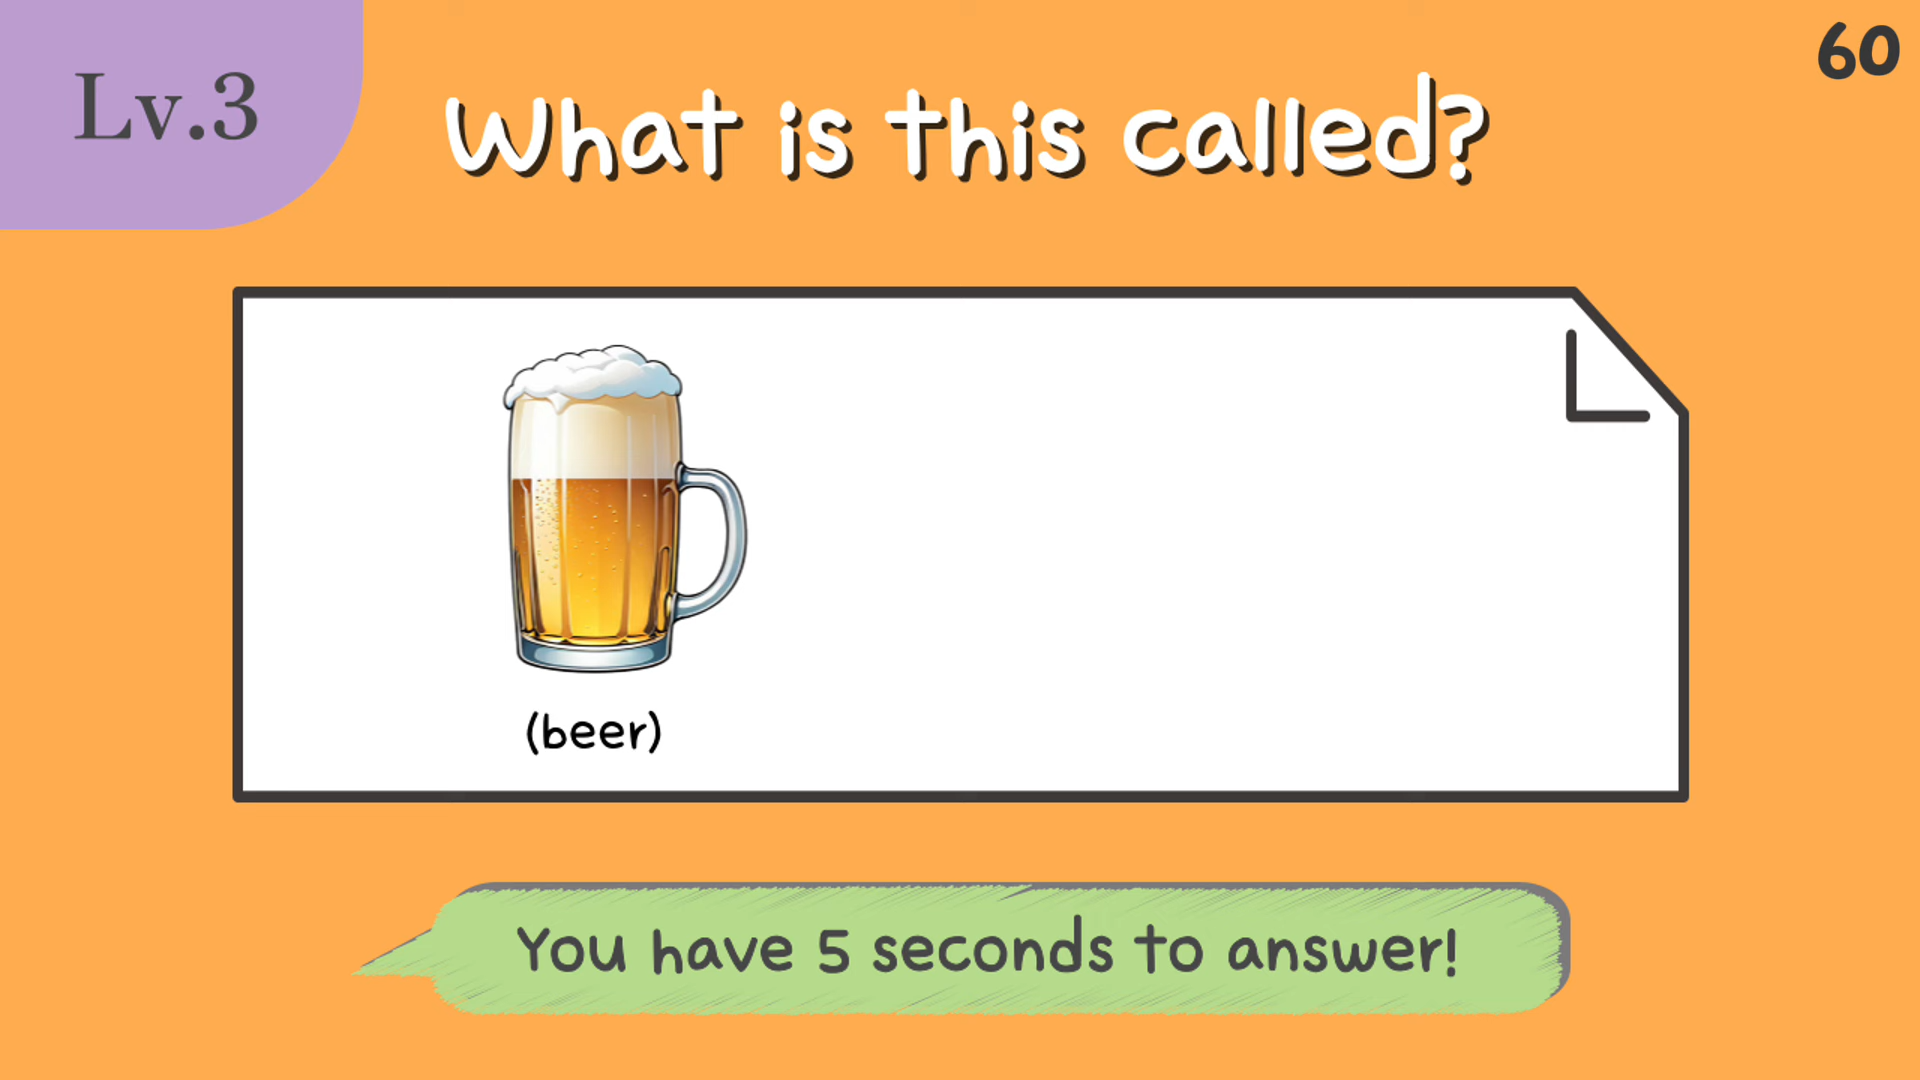 Lv.3
60
What is this called?
(beer)
You have 5 seconds to answer!